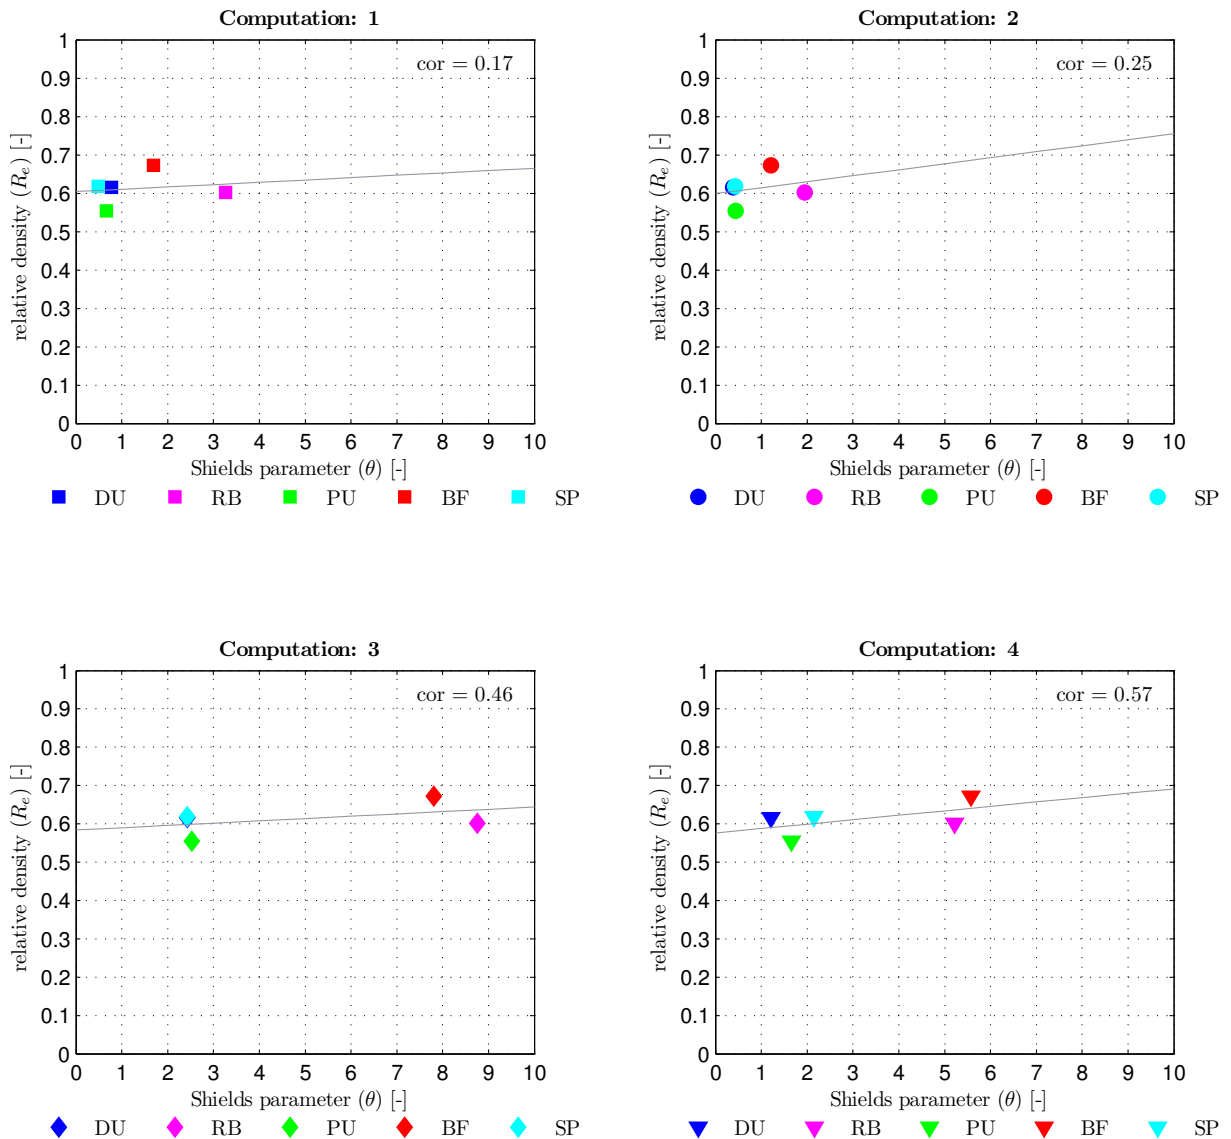 Computation: 1
cor = 0.17
relative density (R_e) [-]
1
0.9
0.8
0.7
0.6
0.5
0.4
0.3
0.2
0.1
0
0 1 2 3 4 5 6 7 8 9 10
Shields parameter (θ) [-]
DU RB PU BF SP
Computation: 2
cor = 0.25
relative density (R_e) [-]
1
0.9
0.8
0.7
0.6
0.5
0.4
0.3
0.2
0.1
0
0 1 2 3 4 5 6 7 8 9 10
Shields parameter (θ) [-]
DU RB PU BF SP
Computation: 3
cor = 0.46
relative density (R_e) [-]
1
0.9
0.8
0.7
0.6
0.5
0.4
0.3
0.2
0.1
0
0 1 2 3 4 5 6 7 8 9 10
Shields parameter (θ) [-]
DU RB PU BF SP
Computation: 4
cor = 0.57
relative density (R_e) [-]
1
0.9
0.8
0.7
0.6
0.5
0.4
0.3
0.2
0.1
0
0 1 2 3 4 5 6 7 8 9 10
Shields parameter (θ) [-]
DU RB PU BF SP